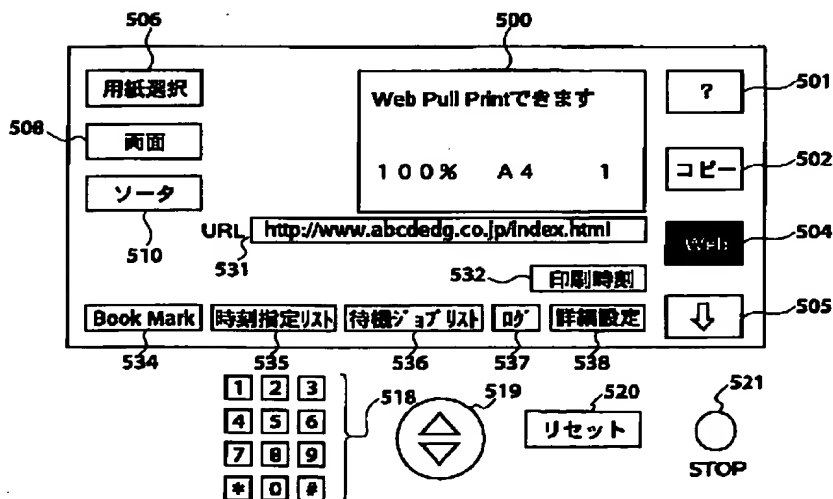 506 500
用紙選択 Web Pull Printできます ? 501
508 画面 100% A4 1 コピー 502
ソータ
510 URL http://www.abcdedg.co.jp/index.html Web 504
531 532 印刷時刻
Book Mark 時刻指定リスト 待機ジョブリスト ログ 詳細設定 ⇩ 505
534 535 536 537 538
1 2 3 518 519 520 521
4 5 6 リセット
7 8 9 STOP
* 0 #